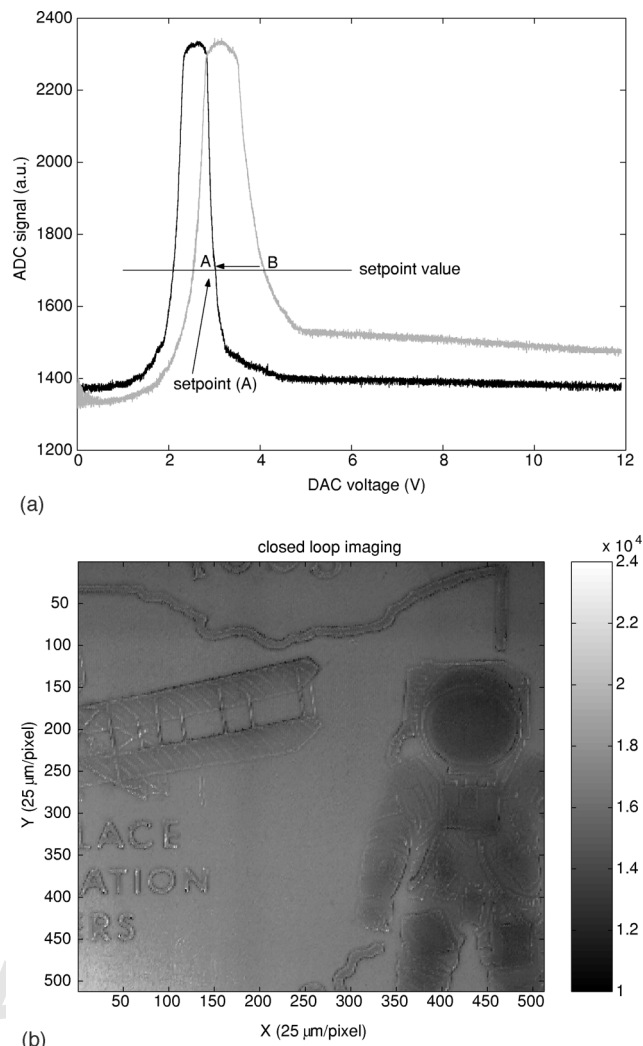 2400
2200
2000
1800
1600
1400
1200
ADC signal (a.u.)
A
B
setpoint value
setpoint (A)
0
2
4
6
8
10
12
DAC voltage (V)
(a)
closed loop imaging
x 10^4
50
100
150
200
250
300
350
400
450
500
Y (25 μm/pixel)
LACE
ATION
ERS
50 100 150 200 250 300 350 400 450 500
X (25 μm/pixel)
2.4
2.2
2
1.8
1.6
1.4
1.2
1
(b)